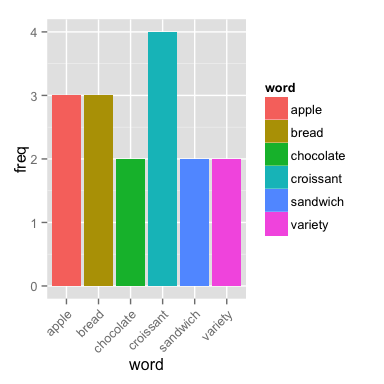 4
3
2
1
0
freq
apple
bread
chocolate
croissant
sandwich
variety
word
word
apple
bread
chocolate
croissant
sandwich
variety